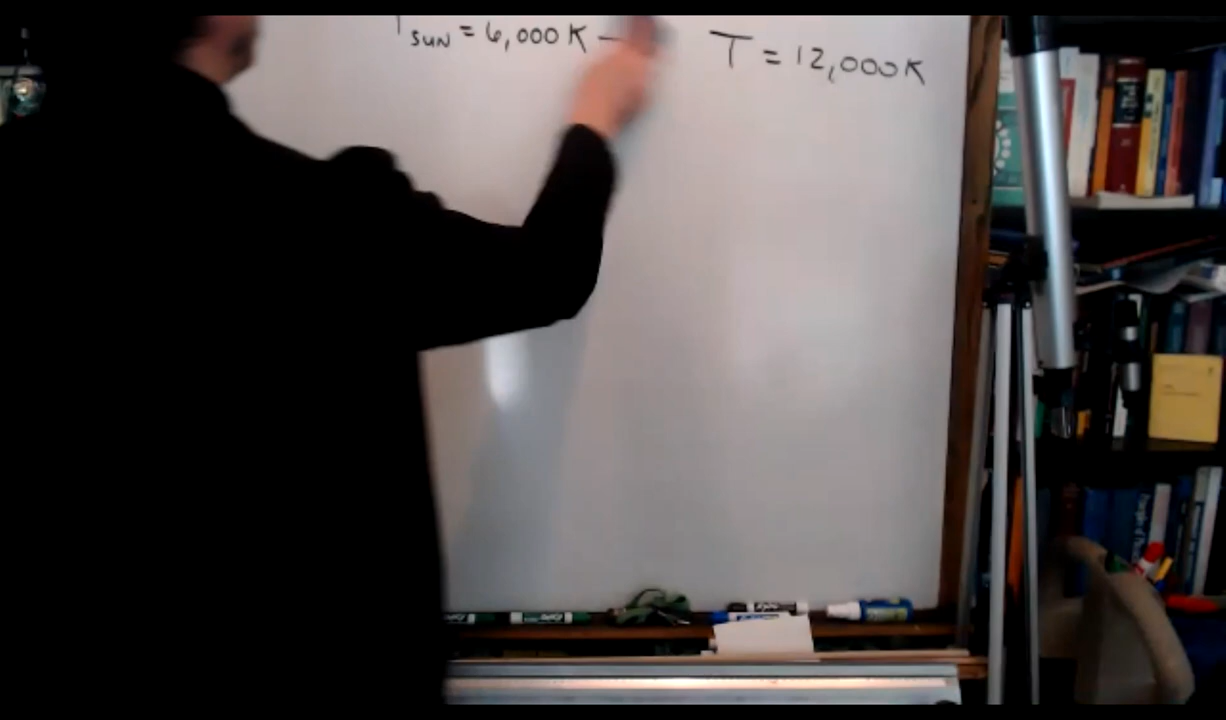 T SUN = 6,000 K —
T = 12,000 K